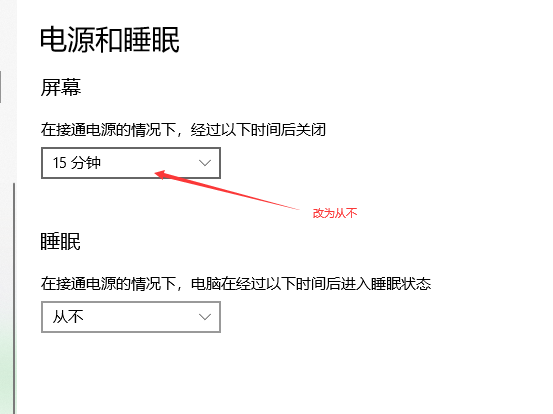 电源和睡眠
屏幕
在接通电源的情况下，经过以下时间后关闭
15 分钟
改为从不
睡眠
在接通电源的情况下，电脑在经过以下时间后进入睡眠状态
从不